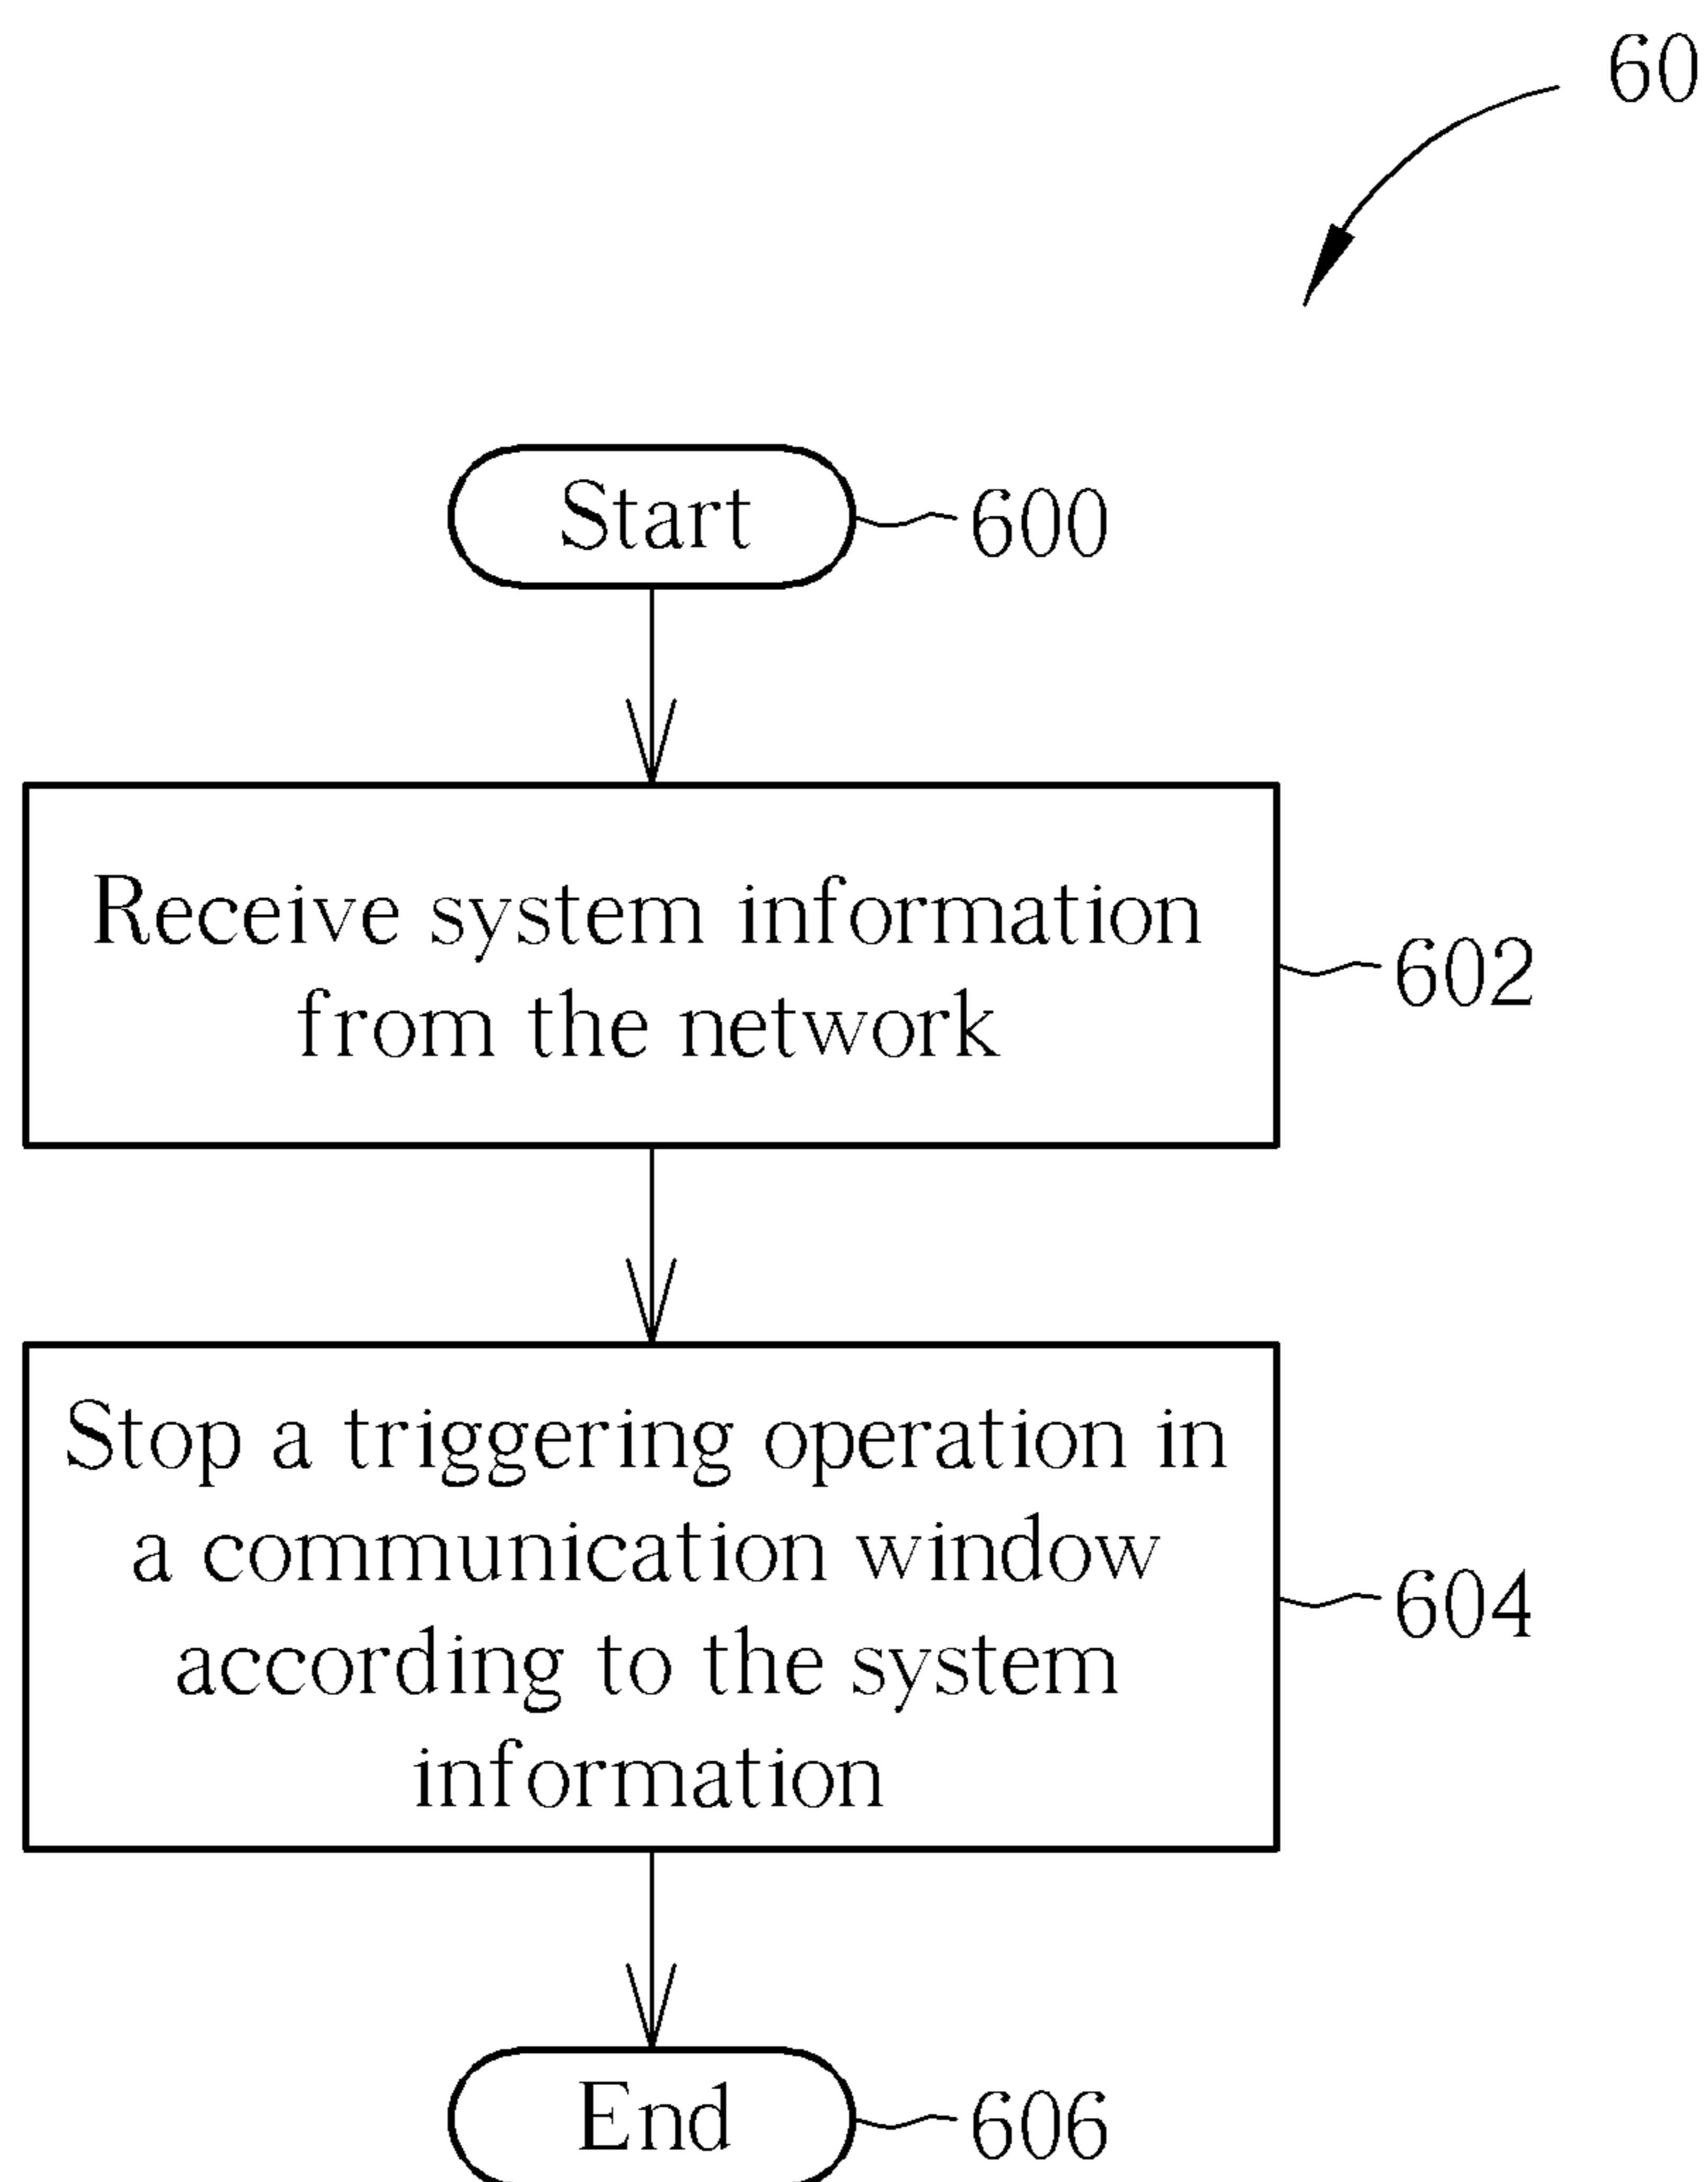 60
Start
600
Receive system information
from the network
602
Stop a triggering operation in
a communication window
according to the system
information
604
End
606